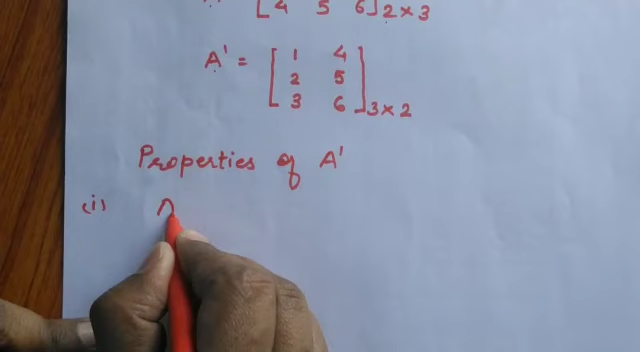 [ 4 5 6 ] 2 × 3
A' = [ 1 4
2 5
3 6 ] 3 × 2
Properties of A'
(i)